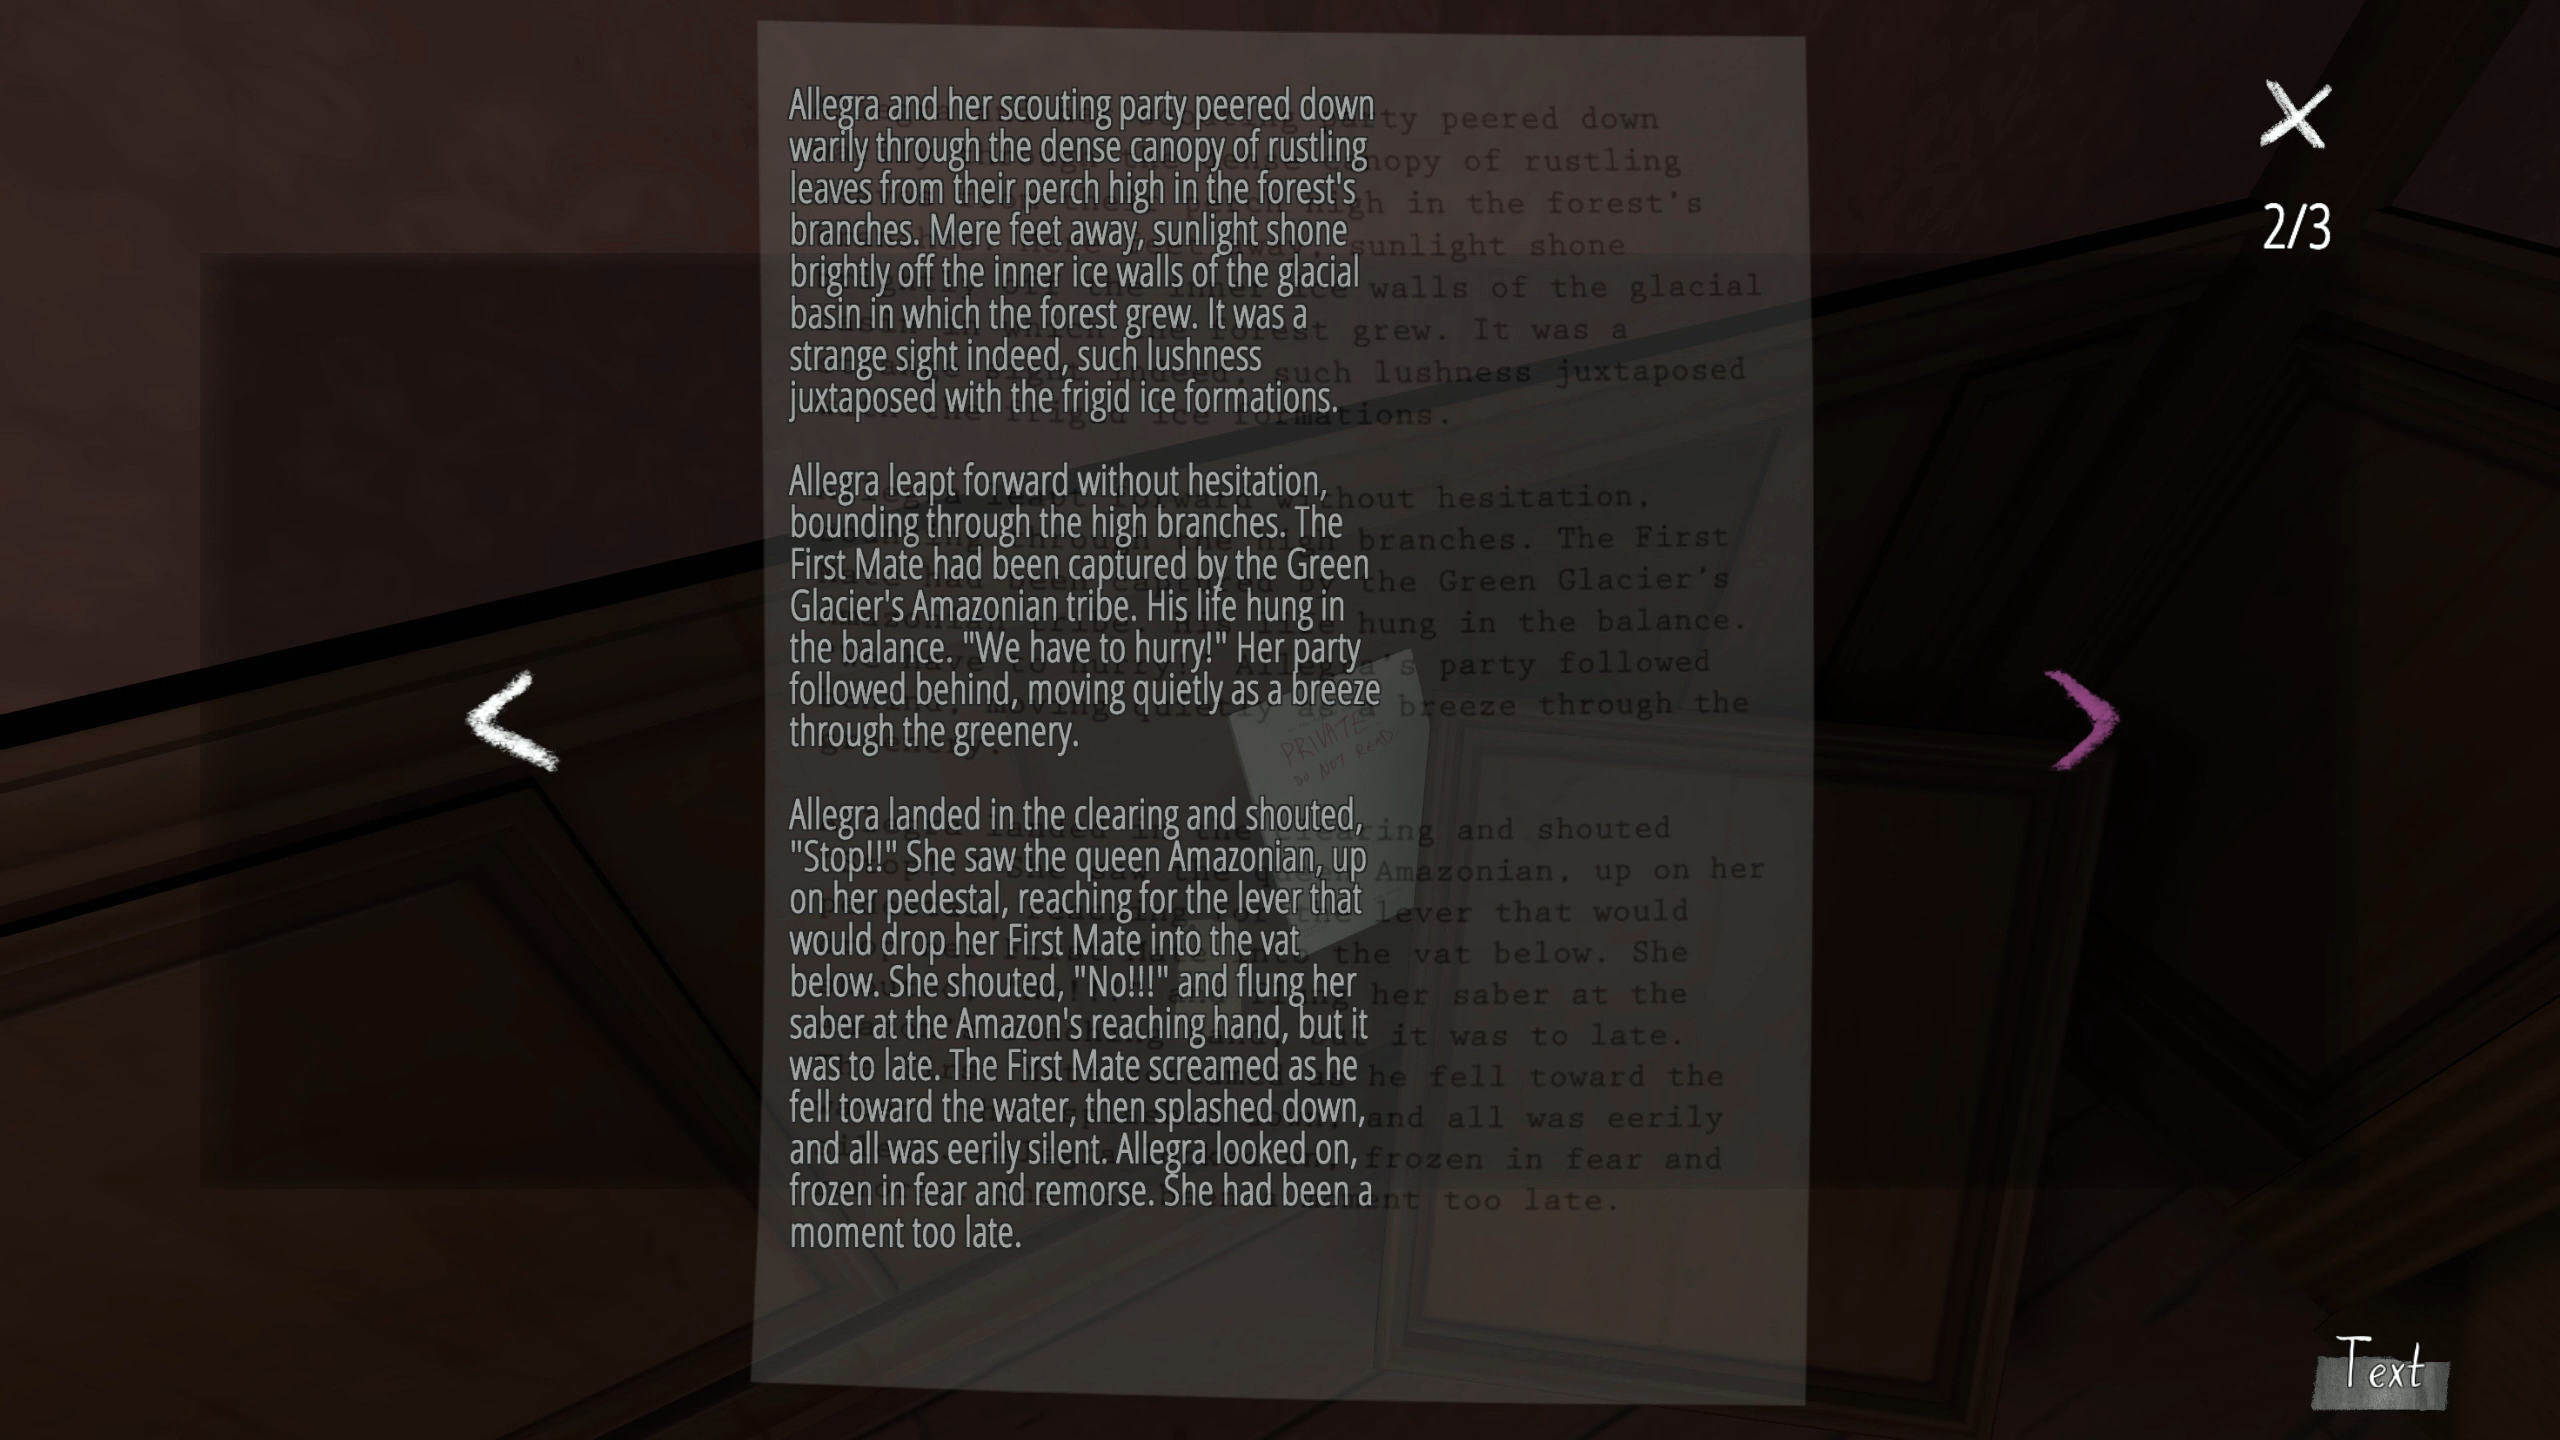 Allegra and her scouting party peered down
warily through the dense canopy of rustling
leaves from their perch high in the forest's
branches. Mere feet away, sunlight shone
brightly off the inner ice walls of the glacial
basin in which the forest grew. It was a
strange sight indeed, such lushness
juxtaposed with the frigid ice formations.
Allegra leapt forward without hesitation,
bounding through the high branches. The
First Mate had been captured by the Green
Glacier's Amazonian tribe. His life hung in
the balance. "We have to hurry!" Her party
followed behind, moving quietly as a breeze
through the greenery.
Allegra landed in the clearing and shouted,
"Stop!!" She saw the queen Amazonian, up
on her pedestal, reaching for the lever that
would drop her First Mate into the vat
below. She shouted, "No!!!" and flung her
saber at the Amazon's reaching hand, but it
was to late. The First Mate screamed as he
fell toward the water, then splashed down,
and all was eerily silent. Allegra looked on,
frozen in fear and remorse. She had been a
moment too late.
PRIVATE
DO NOT READ
2/3
Text